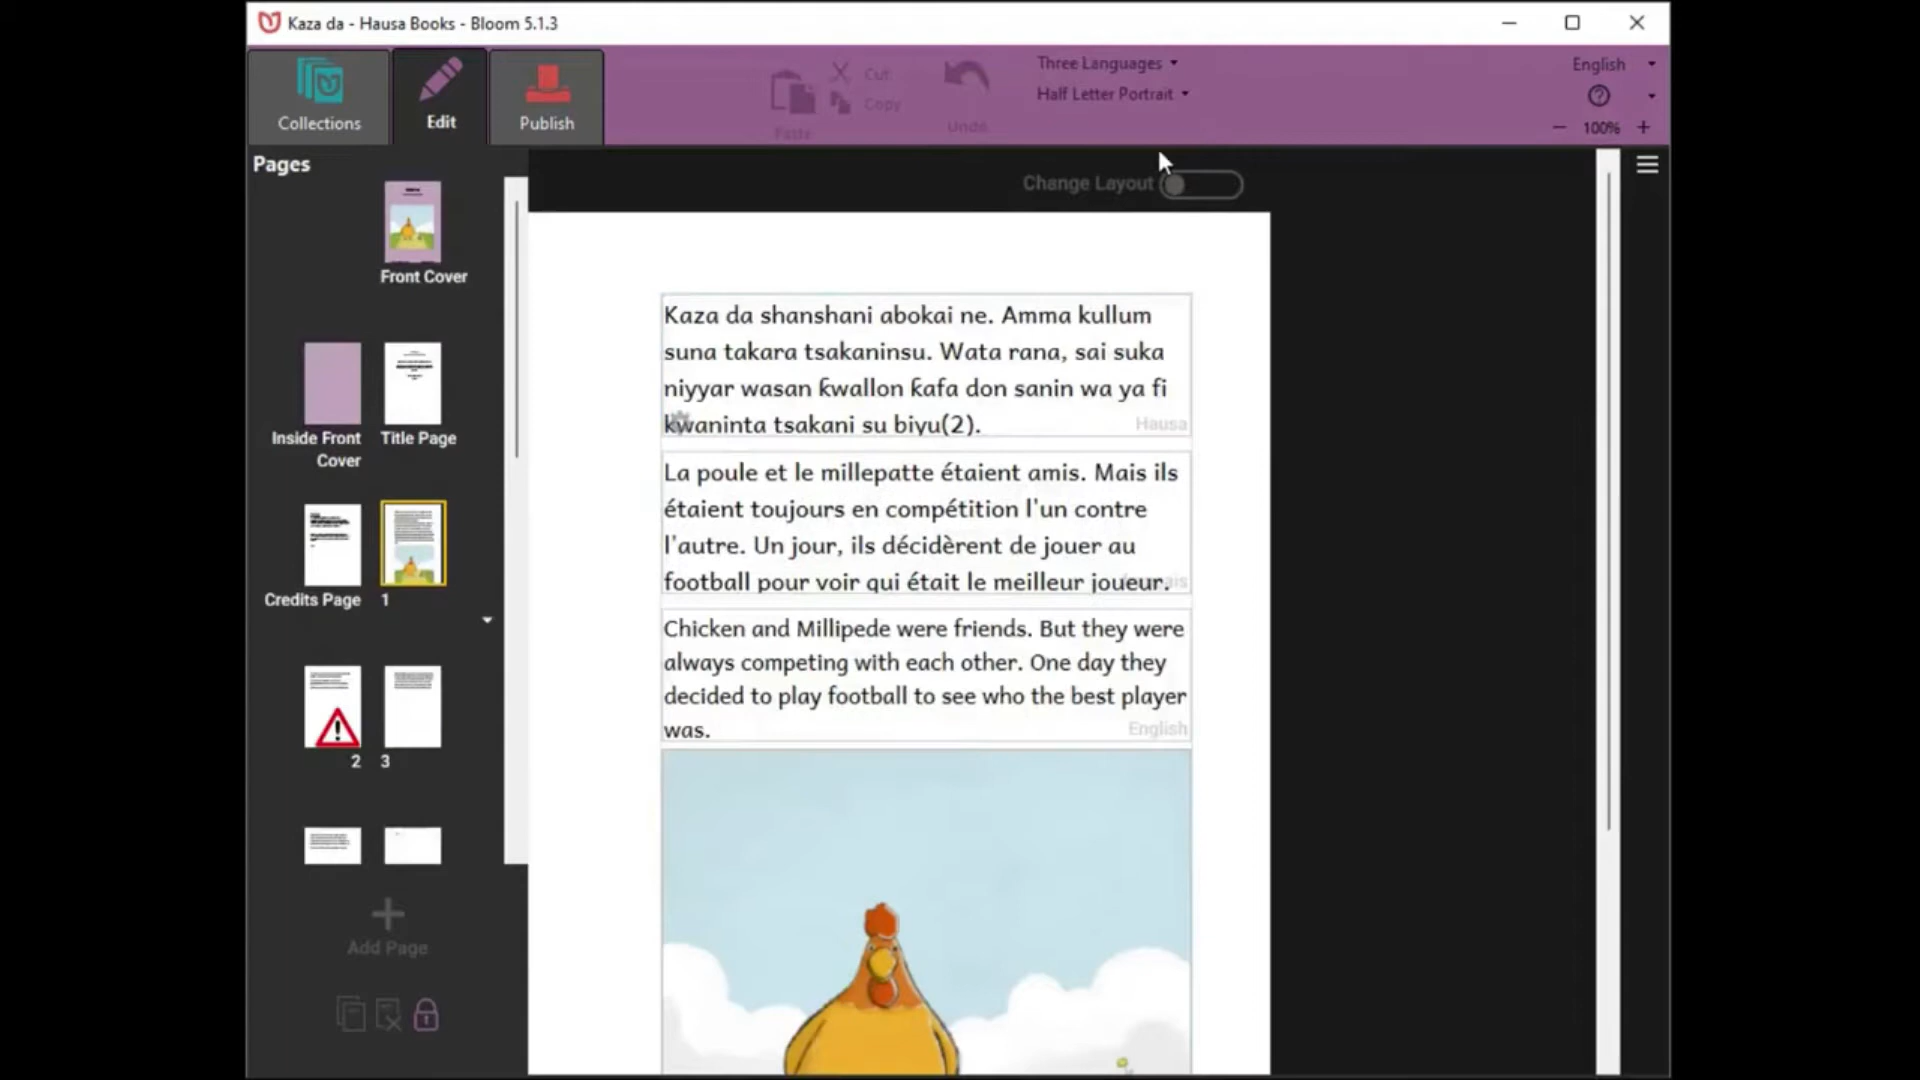 Kaza da - Hausa Books - Bloom 5.1.3
Collections
Edit
Publish
Paste
Cut
Copy
Undo
Three Languages
Half Letter Portrait
English
100%
Pages
Change Layout
Front Cover
Inside Front
Cover
Title Page
Credits Page
1
2
3
Add Page
Kaza da shanshani abokai ne. Amma kullum
suna takara tsakaninsu. Wata rana, sai suka
niyyar wasan ƙwallon ƙafa don sanin wa ya fi
kwaninta tsakani su biyu(2).
Hausa
La poule et le millepatte étaient amis. Mais ils
étaient toujours en compétition l'un contre
l'autre. Un jour, ils décidèrent de jouer au
football pour voir qui était le meilleur joueur.
Chicken and Millipede were friends. But they were
always competing with each other. One day they
decided to play football to see who the best player
was.
English